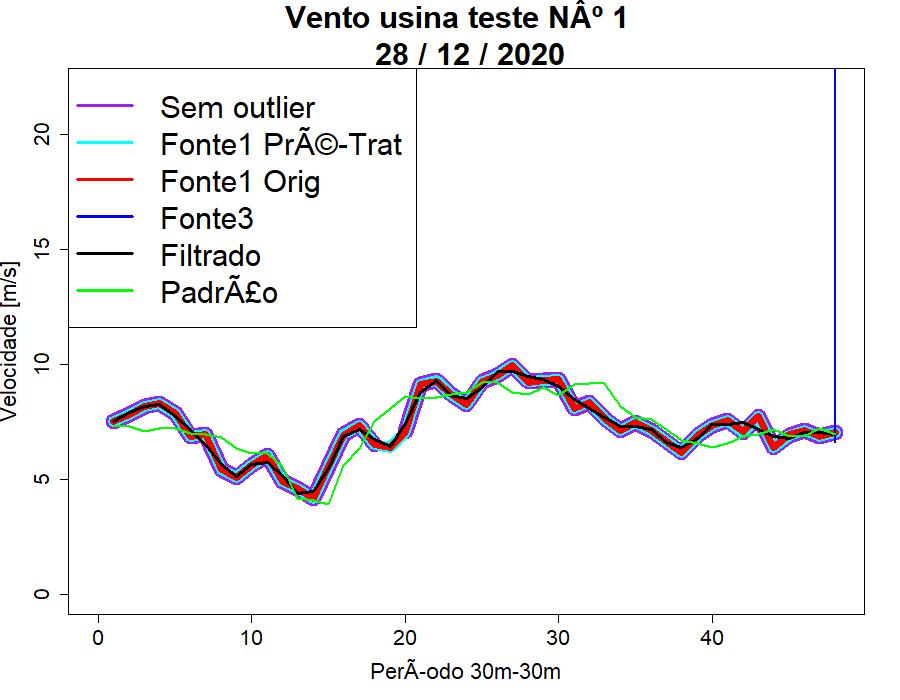 Vento usina teste NÂº 1
28 / 12 / 2020
Sem outlier
Fonte1 PrÃ©-Trat
Fonte1 Orig
Fonte3
Filtrado
PadrÃ£o
Velocidade [m/s]
20
15
10
5
0
0 10 20 30 40
PerÃ-odo 30m-30m